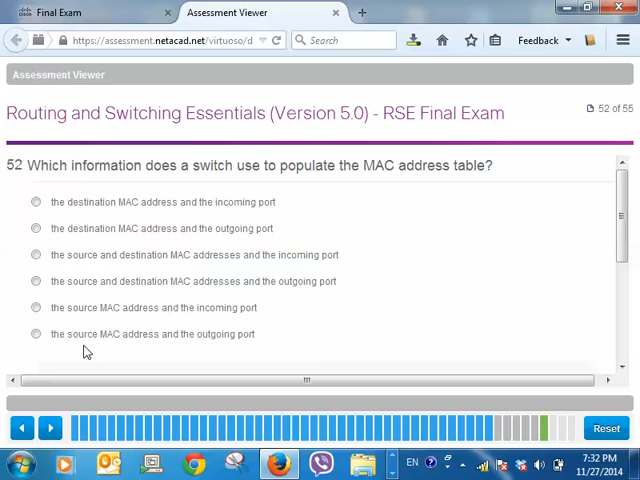 CISCO Final Exam ×
Assessment Viewer ×
https://assessment.netacad.net/virtuoso/d
Search
Feedback
Assessment Viewer
Routing and Switching Essentials (Version 5.0) - RSE Final Exam
52 of 55
52 Which information does a switch use to populate the MAC address table?
the destination MAC address and the incoming port
the destination MAC address and the outgoing port
the source and destination MAC addresses and the incoming port
the source and destination MAC addresses and the outgoing port
the source MAC address and the incoming port
the source MAC address and the outgoing port
Reset
EN
7:32 PM
11/27/2014